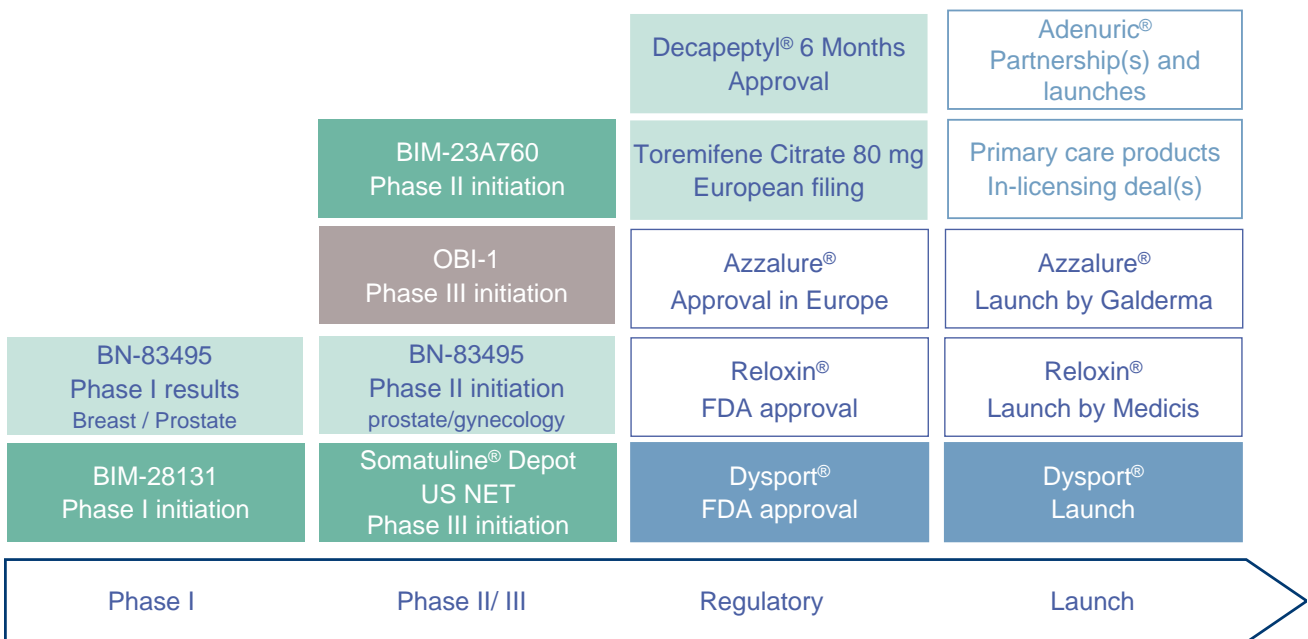 Decapeptyl® 6 Months
Approval
Adenuric®
Partnership(s) and
launches
BIM-23A760
Phase II initiation
Toremifene Citrate 80 mg
European filing
Primary care products
In-licensing deal(s)
OBI-1
Phase III initiation
Azzalure®
Approval in Europe
Azzalure®
Launch by Galderma
BN-83495
Phase I results
Breast / Prostate
BN-83495
Phase II initiation
prostate/gynecology
Reloxin®
FDA approval
Reloxin®
Launch by Medicis
BIM-28131
Phase I initiation
Somatuline® Depot
US NET
Phase III initiation
Dysport®
FDA approval
Dysport®
Launch
Phase I
Phase II/ III
Regulatory
Launch